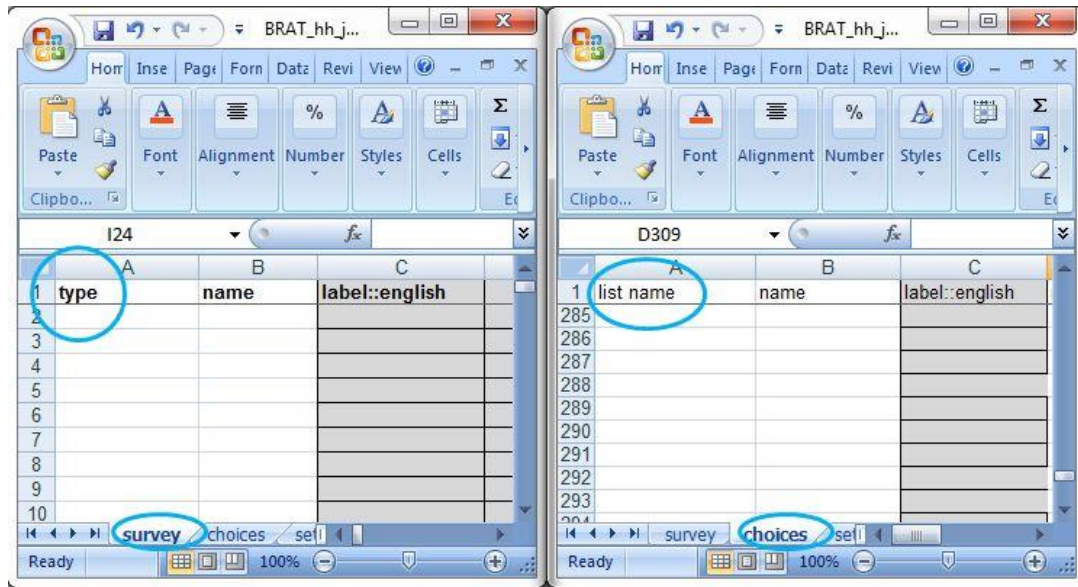 BRAT_hh_j...
Hom Inse Page Forn Data Revi View
Paste Font Alignment Number Styles Cells
Clipbo...
I24 fx
A B C
1 type name label::english
2
3
4
5
6
7
8
9
10
survey choices set
Ready 100%
BRAT_hh_j...
Hom Inse Page Forn Data Revi View
Paste Font Alignment Number Styles Cells
Clipbo...
D309 fx
A B C
1 list name name label::english
285
286
287
288
289
290
291
292
293
294
survey choices set
Ready 100%